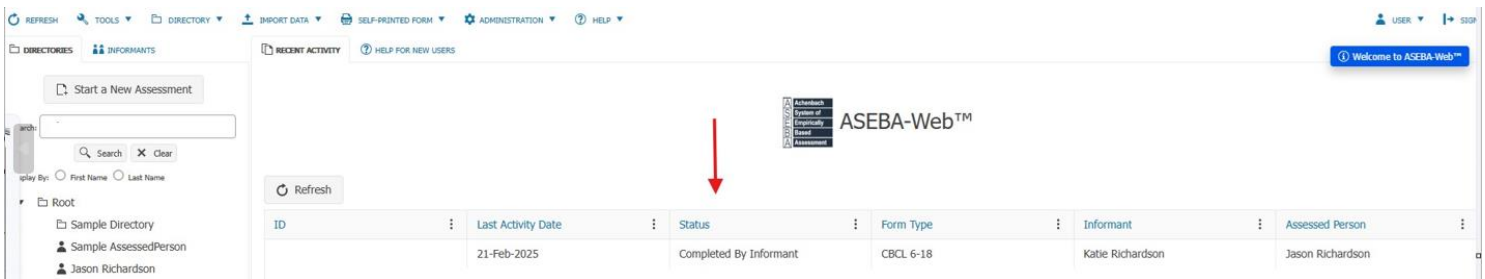 REFRESH TOOLS DIRECTORY IMPORT DATA SELF-PRINTED FORM ADMINISTRATION HELP USER
DIRECTORIES INFORMANTS RECENT ACTIVITY HELP FOR NEW USERS
Welcome to ASEBA-Web™
Start a New Assessment
Achenbach
System of
Empirically
Based
Assessment
ASEBA-Web™
Search Clear
First Name Last Name
Refresh
Root
Sample Directory
ID Last Activity Date Status Form Type Informant Assessed Person
Sample AssessedPerson
21-Feb-2025 Completed By Informant CBCL 6-18 Katie Richardson Jason Richardson
Jason Richardson